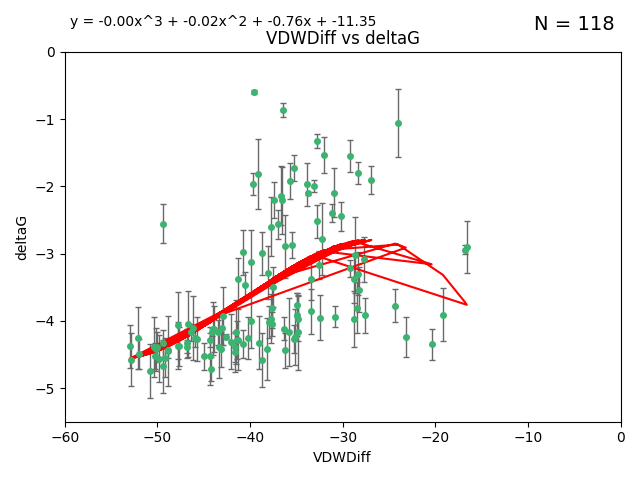 y = -0.00x^3 + -0.02x^2 + -0.76x + -11.35
N = 118
VDWDiff vs deltaG
0
−1
−2
−3
−4
−5
deltaG
−60 −50 −40 −30 −20 −10 0
VDWDiff